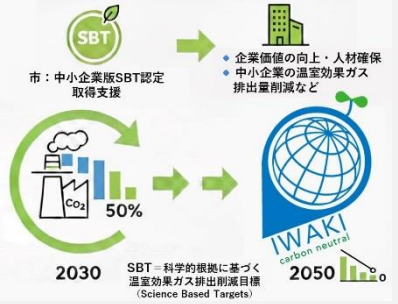 SBT
市：中小企業版SBT認定
取得支援
◆ 企業価値の向上・人材確保
◆ 中小企業の温室効果ガス
排出量削減など
CO2
50%
IWAKI
carbon neutral
2030
SBT＝科学的根拠に基づく
温室効果ガス排出削減目標
(Science Based Targets)
2050
0